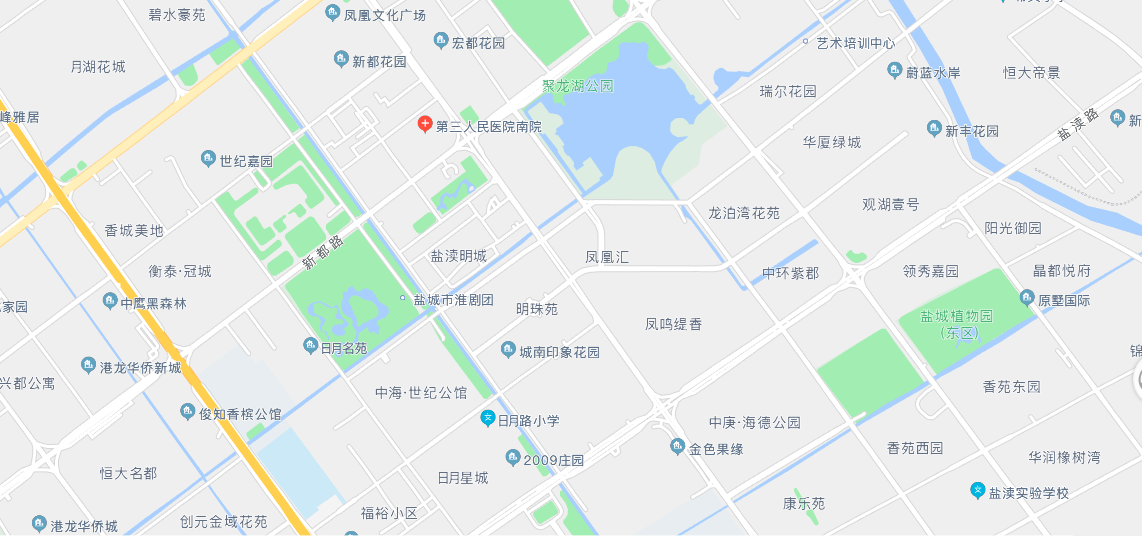 碧水豪苑
凤凰文化广场
宏都花园
艺术培训中心
月湖花城
新都花园
蔚蓝水岸
恒大帝景
聚龙湖公园
瑞尔花园
峰雅居
第三人民医院南院
盐渎路
新
新丰花园
华厦绿城
世纪嘉园
观湖壹号
龙泊湾花苑
香城美地
阳光御园
新都路
盐渎明城
凤凰汇
衡泰·冠城
中环紫郡
领秀嘉园
晶都悦府
中鹰黑森林
盐城市淮剧团
原墅国际
家园
明珠苑
盐城植物园
(东区)
凤鸣缇香
日月名苑
城南印象花园
锦
港龙华侨新城
兴都公寓
中海·世纪公馆
香苑东园
俊知香槟公馆
日月路小学
中庚·海德公园
金色果缘
香苑西园
2009庄园
华润橡树湾
恒大名都
日月星城
盐渎实验学校
康乐苑
福裕小区
创元金域花苑
港龙华侨城